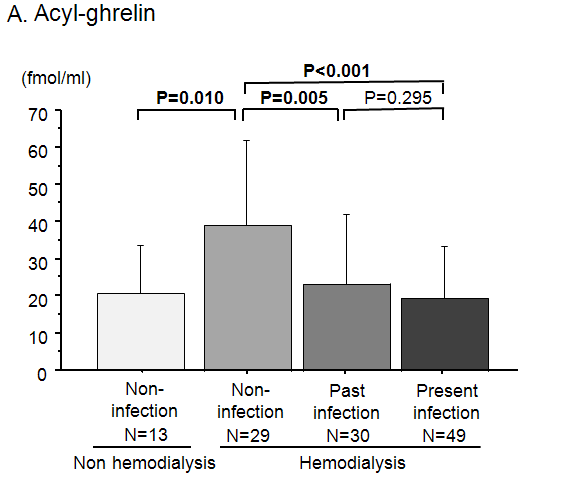 A. Acyl-ghrelin
(fmol/ml)
P<0.001
P=0.010 P=0.005 P=0.295
70
60
50
40
30
20
10
0
Non- Non- Past Present
infection infection infection infection
N=13 N=29 N=30 N=49
Non hemodialysis Hemodialysis